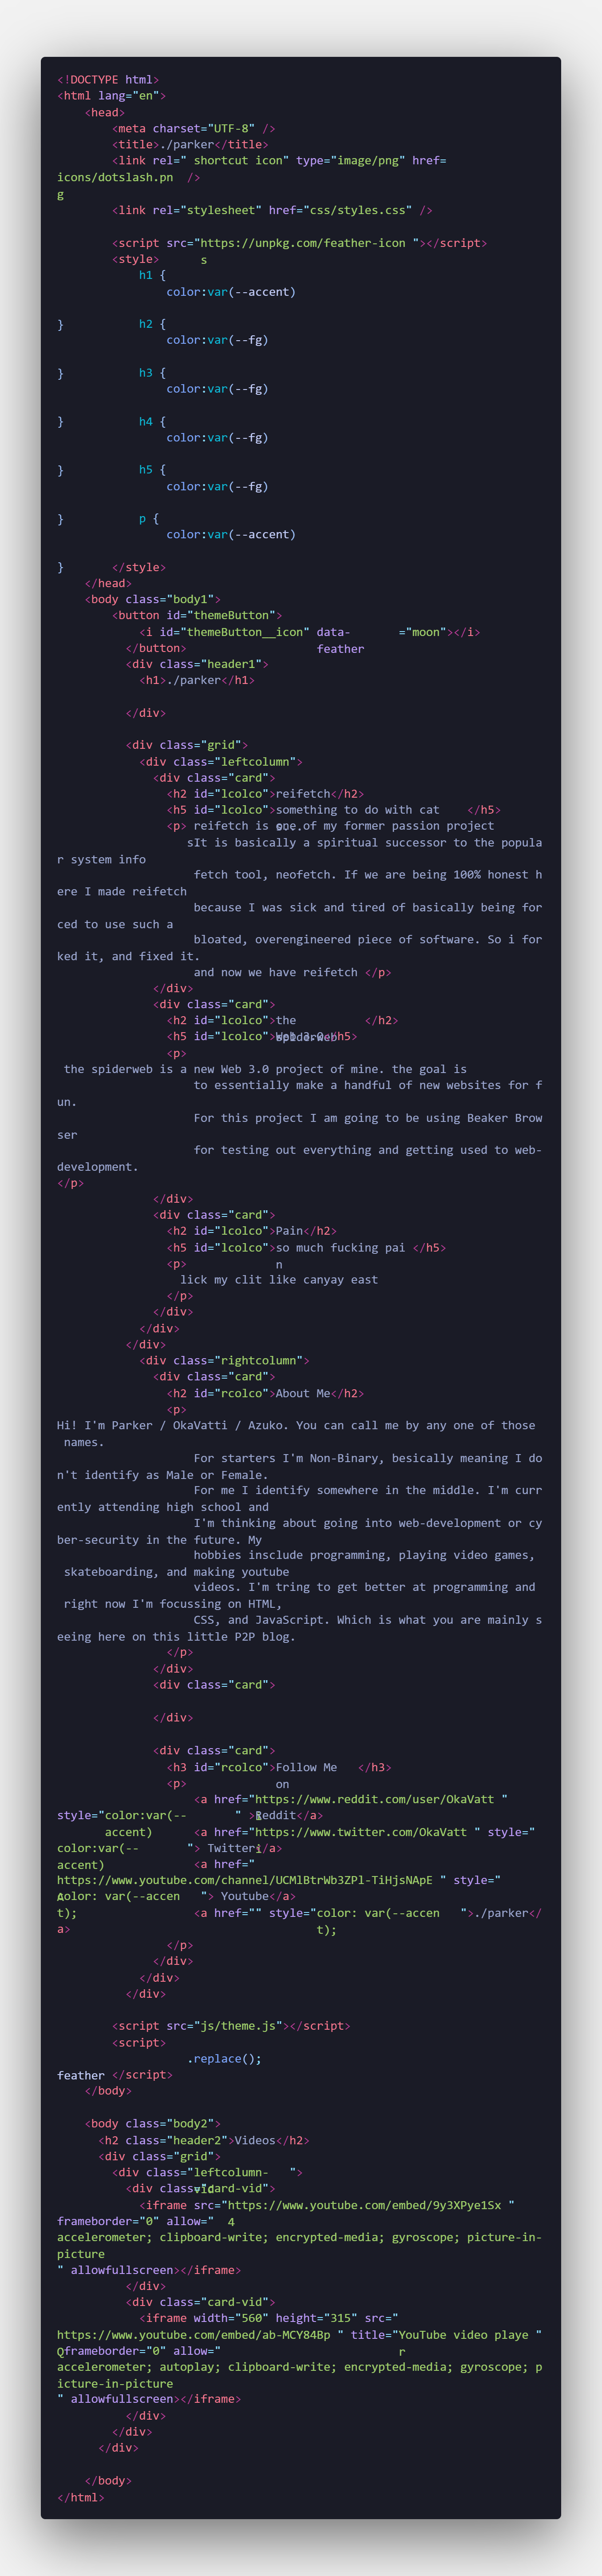 <!DOCTYPE html>
<html lang="en">
<head>
<meta charset="UTF-8" />
<title>./parker</title>
<link rel=" shortcut icon" type="image/png" href=
icons/dotslash.pn />
g
<link rel="stylesheet" href="css/styles.css" />
<script src="https://unpkg.com/feather-icon "></script>
<style> s
h1 {
color:var(--accent)
} h2 {
color:var(--fg)
} h3 {
color:var(--fg)
} h4 {
color:var(--fg)
} h5 {
color:var(--fg)
} p {
color:var(--accent)
} </style>
</head>
<body class="body1">
<button id="themeButton">
<i id="themeButton__icon" data- ="moon"></i>
</button> feather
<div class="header1">
<h1>./parker</h1>
</div>
<div class="grid">
<div class="leftcolumn">
<div class="card">
<h2 id="lcolco">reifetch</h2>
<h5 id="lcolco">something to do with cat </h5>
<p> reifetch is one of my former passion project
sIt is basically a spiritual successor to the popula
r system info
fetch tool, neofetch. If we are being 100% honest h
ere I made reifetch
because I was sick and tired of basically being for
ced to use such a
bloated, overengineered piece of software. So i for
ked it, and fixed it.
and now we have reifetch </p>
</div>
<div class="card">
<h2 id="lcolco">the </h2>
spiderweb
<h5 id="lcolco">Web 3.0</h5>
<p>
the spiderweb is a new Web 3.0 project of mine. the goal is
to essentially make a handful of new websites for f
un.
For this project I am going to be using Beaker Brow
ser
for testing out everything and getting used to web-
development.
</p>
</div>
<div class="card">
<h2 id="lcolco">Pain</h2>
<h5 id="lcolco">so much fucking pai </h5>
<p> n
lick my clit like canyay east
</p>
</div>
</div>
</div>
<div class="rightcolumn">
<div class="card">
<h2 id="rcolco">About Me</h2>
<p>
Hi! I'm Parker / OkaVatti / Azuko. You can call me by any one of those
names.
For starters I'm Non-Binary, besically meaning I do
n't identify as Male or Female.
For me I identify somewhere in the middle. I'm curr
ently attending high school and
I'm thinking about going into web-development or cy
ber-security in the future. My
hobbies insclude programming, playing video games,
skateboarding, and making youtube
videos. I'm tring to get better at programming and
right now I'm focussing on HTML,
CSS, and JavaScript. Which is what you are mainly s
eeing here on this little P2P blog.
</p>
</div>
<div class="card">
</div>
<div class="card">
<h3 id="rcolco">Follow Me </h3>
<p> on
<a href="https://www.reddit.com/user/OkaVatt "
style="color:var(-- " >Reddit</a>
accent) <a href="https://www.twitter.com/OkaVatt " style="
color:var(-- "> Twitter</a>
accent) <a href="
https://www.youtube.com/channel/UCMlBtrWb3ZPl-TiHjsNApE " style="
color: var(--accen "> Youtube</a>
t); <a href="" style="color: var(--accen ">./parker</
a> t);
</p>
</div>
</div>
</div>
<script src="js/theme.js"></script>
<script>
.replace();
feather </script>
</body>
<body class="body2">
<h2 class="header2">Videos</h2>
<div class="grid">
<div class="leftcolumn- ">
vid
<div class="card-vid">
<iframe src="https://www.youtube.com/embed/9y3XPye1Sx "
frameborder="0" allow=" 4
accelerometer; clipboard-write; encrypted-media; gyroscope; picture-in-
picture
" allowfullscreen></iframe>
</div>
<div class="card-vid">
<iframe width="560" height="315" src="
https://www.youtube.com/embed/ab-MCY84Bp " title="YouTube video playe "
Qframeborder="0" allow=" r
accelerometer; autoplay; clipboard-write; encrypted-media; gyroscope; p
icture-in-picture
" allowfullscreen></iframe>
</div>
</div>
</div>
</body>
</html>